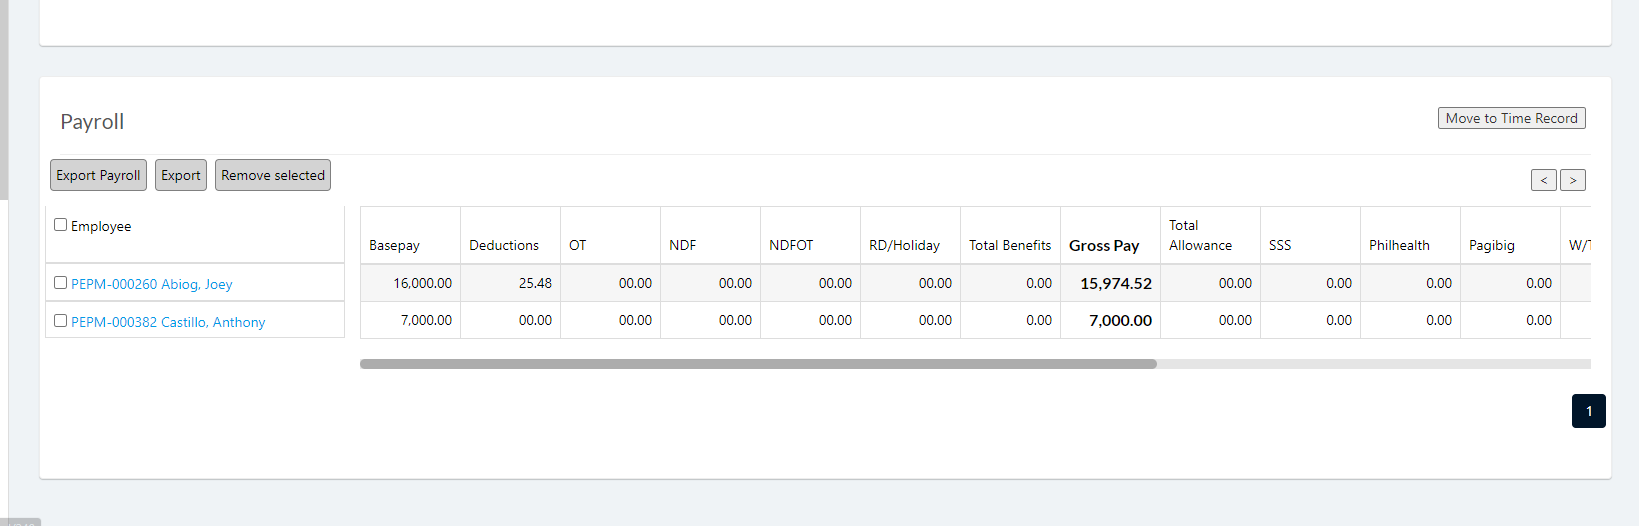 Payroll
Move to Time Record
Export Payroll Export Remove selected
< >
Employee Basepay Deductions OT NDF NDFOT RD/Holiday Total Benefits Gross Pay Total Allowance SSS Philhealth Pagibig
PEPM-000260 Abiog, Joey 16,000.00 25.48 00.00 00.00 00.00 00.00 0.00 15,974.52 00.00 0.00 0.00 0.00
PEPM-000382 Castillo, Anthony 7,000.00 00.00 00.00 00.00 00.00 00.00 0.00 7,000.00 00.00 0.00 0.00 0.00
1